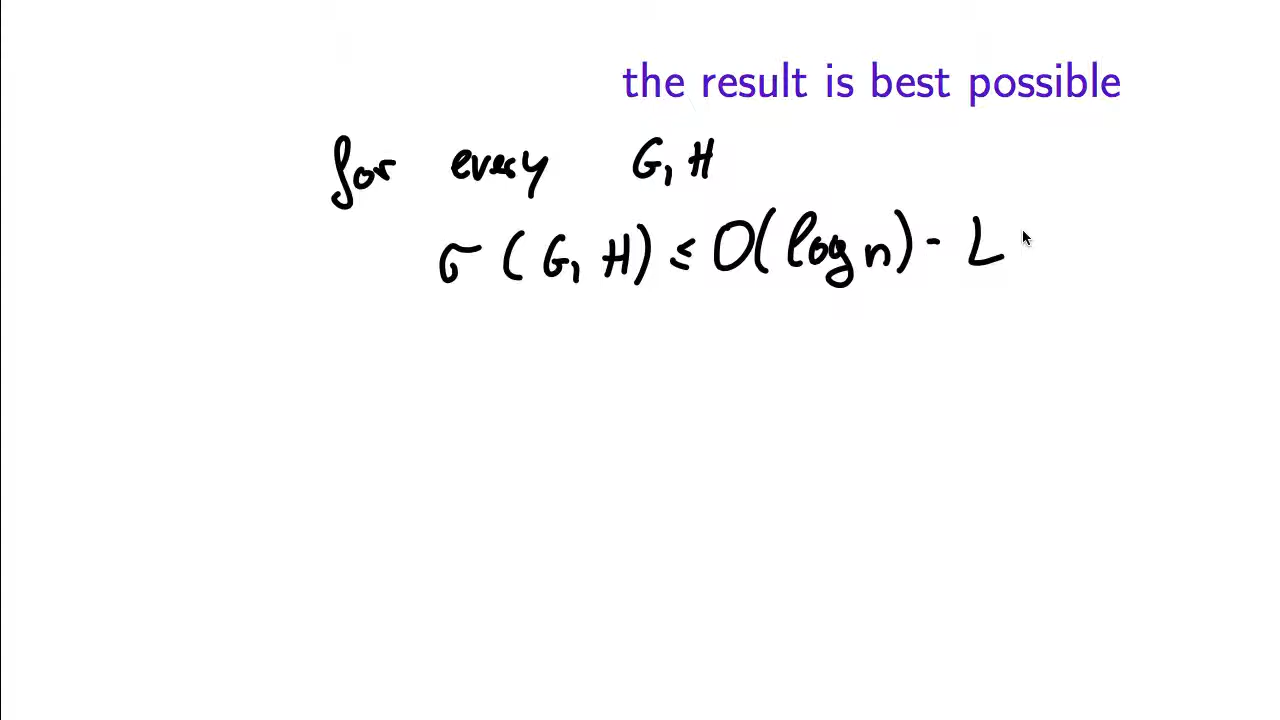 the result is best possible
for every G, H
σ(G, H) ≤ O(log n) - L